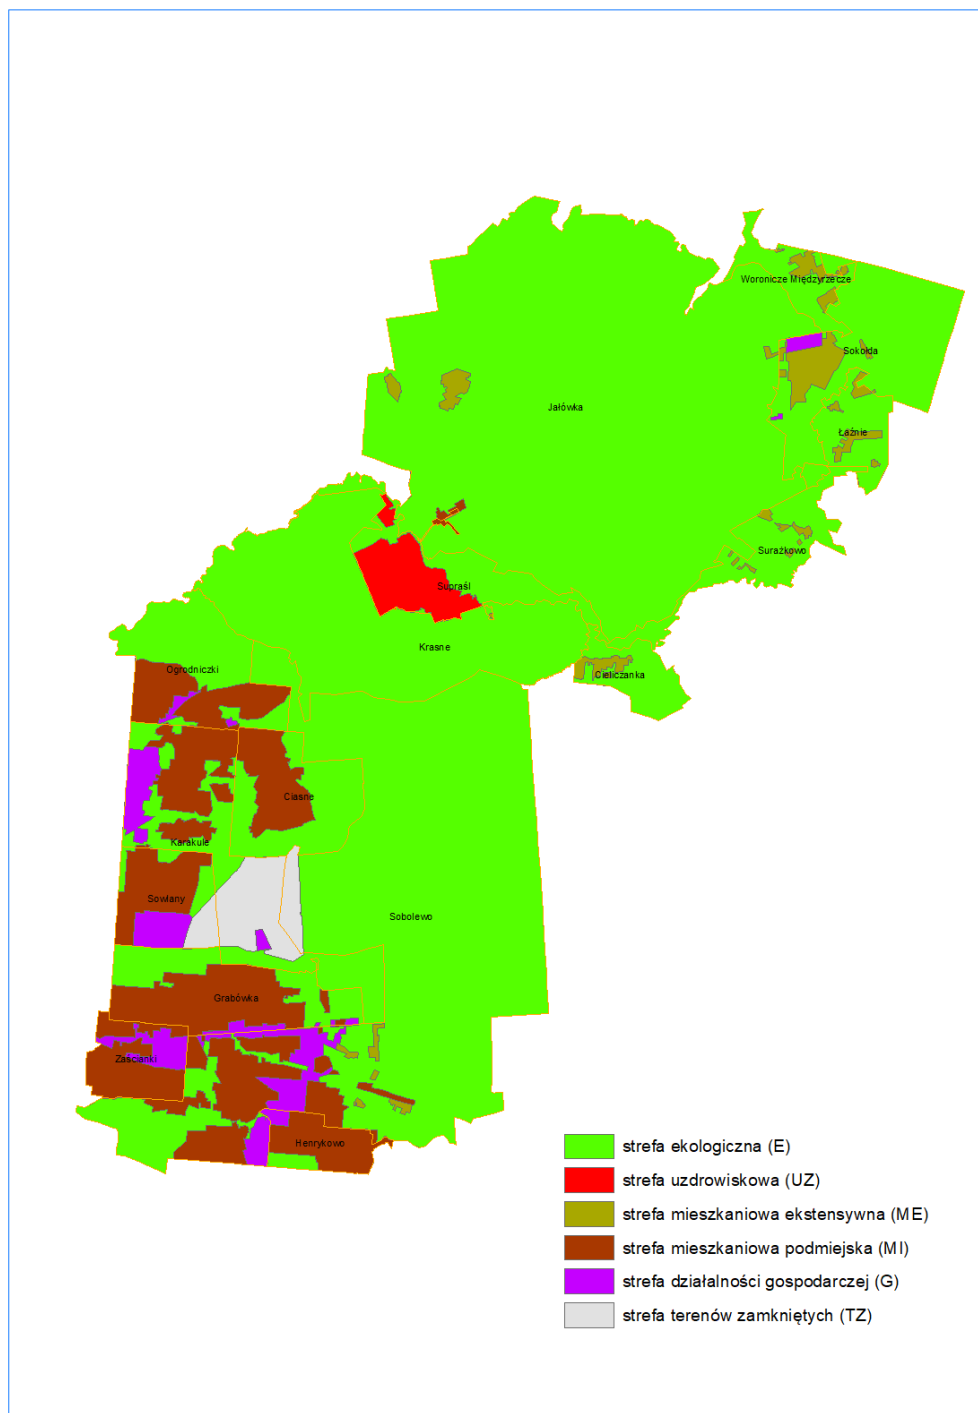 Woronicze Międzyrzecze
Sokołda
Jałówka
Łaźnie
Surażkowo
Supraśl
Krasne
Ogrodniczki
Cieliczanka
Ciasne
Karakule
Sowlany
Sobolewo
Grabówka
Zaścianki
Henrykowo
strefa ekologiczna (E)
strefa uzdrowiskowa (UZ)
strefa mieszkaniowa ekstensywna (ME)
strefa mieszkaniowa podmiejska (MI)
strefa działalności gospodarczej (G)
strefa terenów zamkniętych (TZ)